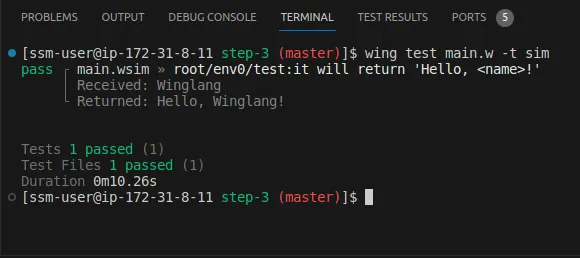 PROBLEMS OUTPUT DEBUG CONSOLE TERMINAL TEST RESULTS PORTS 5
[ssm-user@ip-172-31-8-11 step-3 (master)]$ wing test main.w -t sim
pass ┌ main.wsim » root/env0/test:it will return 'Hello, <name>!'
│ Received: Winglang
└ Returned: Hello, Winglang!
Tests 1 passed (1)
Test Files 1 passed (1)
Duration 0m10.26s
[ssm-user@ip-172-31-8-11 step-3 (master)]$